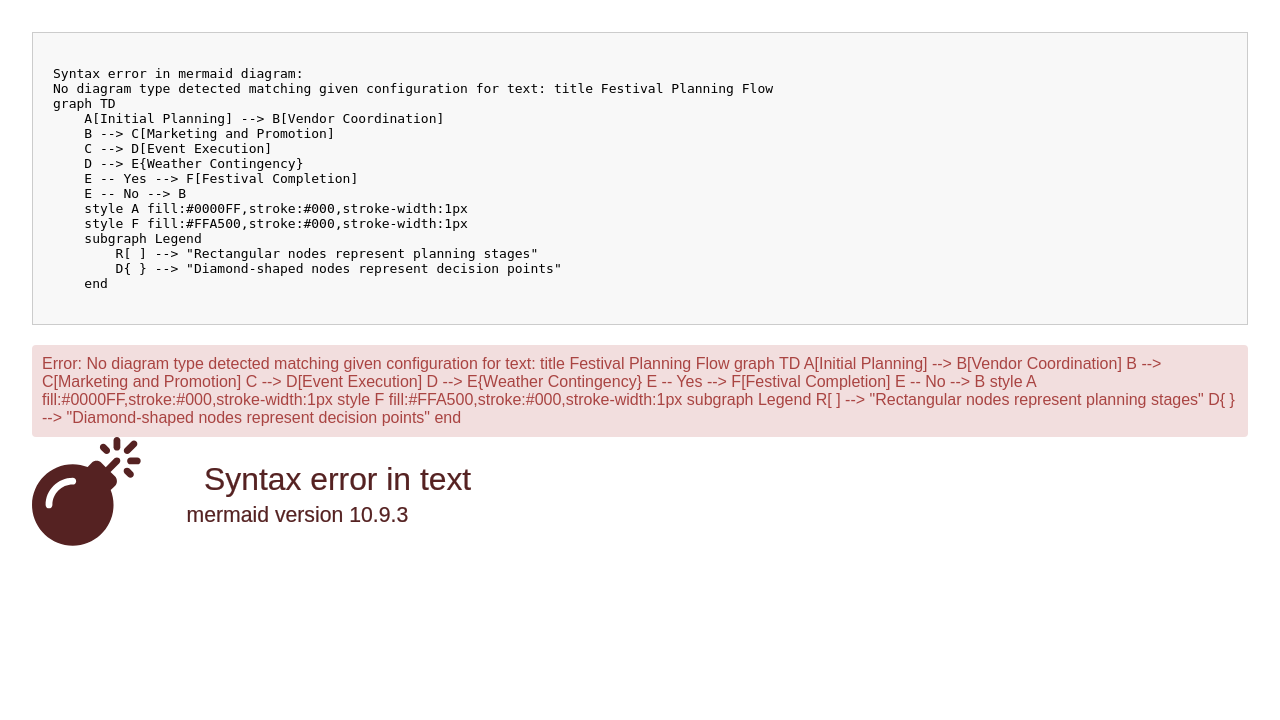 Syntax error in mermaid diagram:
No diagram type detected matching given configuration for text: title Festival Planning Flow
graph TD
    A[Initial Planning] --> B[Vendor Coordination]
    B --> C[Marketing and Promotion]
    C --> D[Event Execution]
    D --> E{Weather Contingency}
    E -- Yes --> F[Festival Completion]
    E -- No --> B
    style A fill:#0000FF,stroke:#000,stroke-width:1px
    style F fill:#FFA500,stroke:#000,stroke-width:1px
    subgraph Legend
        R[ ] --> "Rectangular nodes represent planning stages"
        D{ } --> "Diamond-shaped nodes represent decision points"
    end
Error: No diagram type detected matching given configuration for text: title Festival Planning Flow graph TD A[Initial Planning] --> B[Vendor Coordination] B -->
C[Marketing and Promotion] C --> D[Event Execution] D --> E{Weather Contingency} E -- Yes --> F[Festival Completion] E -- No --> B style A
fill:#0000FF,stroke:#000,stroke-width:1px style F fill:#FFA500,stroke:#000,stroke-width:1px subgraph Legend R[ ] --> "Rectangular nodes represent planning stages" D{ }
--> "Diamond-shaped nodes represent decision points" end
Syntax error in text
mermaid version 10.9.3